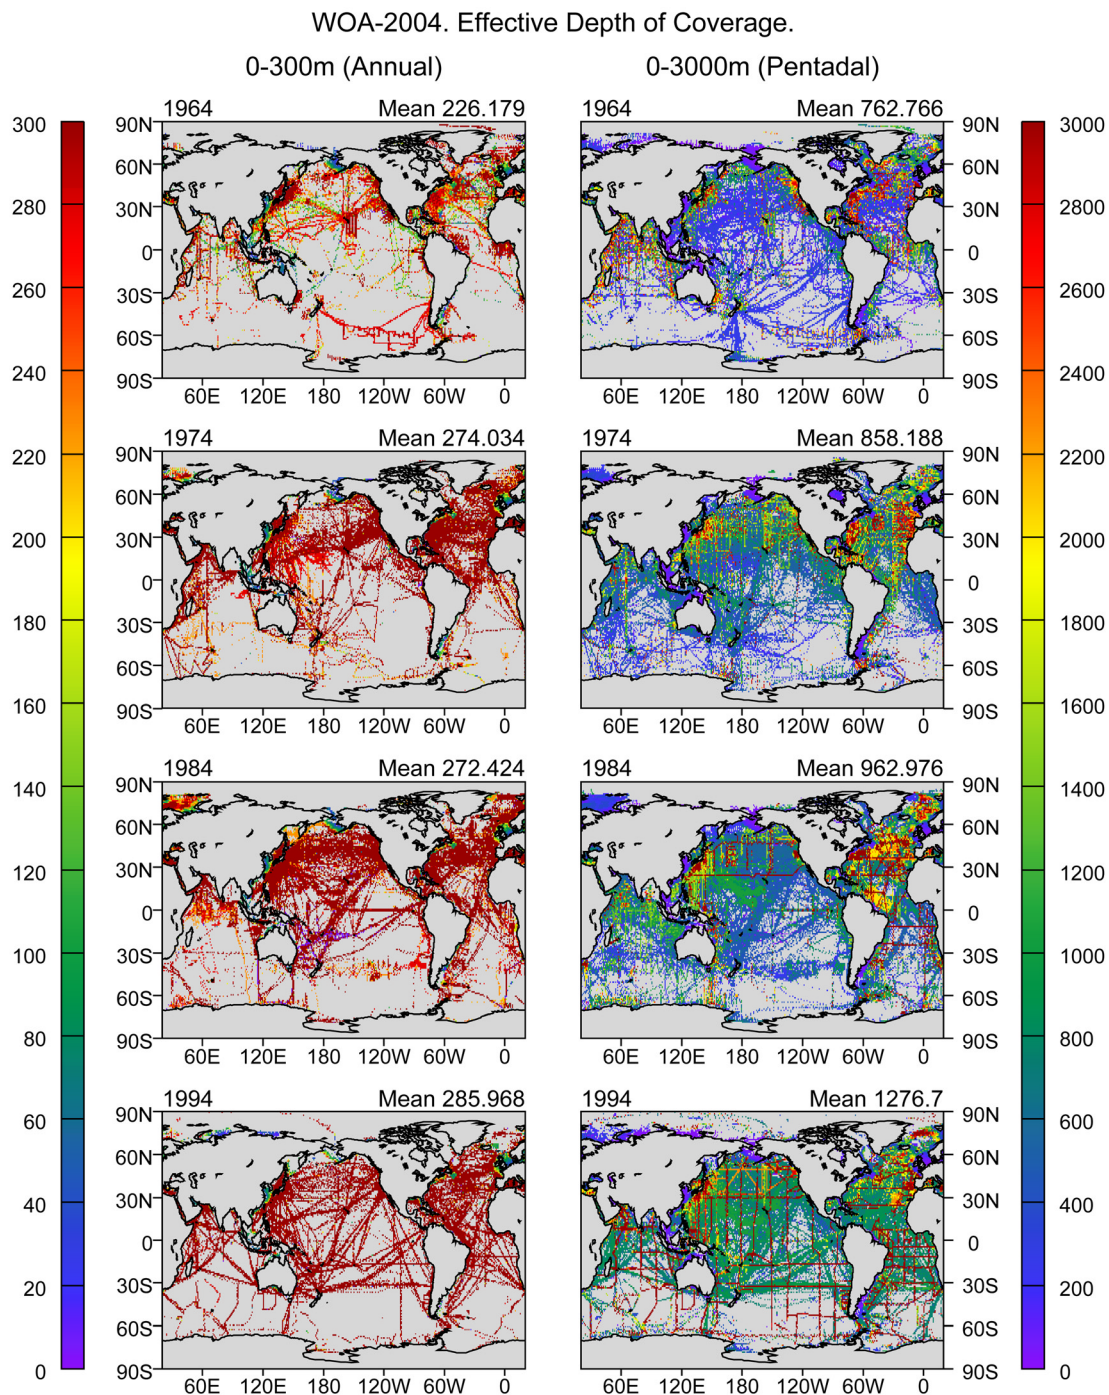 WOA-2004. Effective Depth of Coverage.
0-300m (Annual) 0-3000m (Pentadal)
1964 Mean 226.179 1964 Mean 762.766
300 90N 90N 3000
60N 60N
280 30N 30N 2800
0 0
260 30S 30S 2600
60S 60S
240 90S 90S 2400
60E 120E 180 120W 60W 0 60E 120E 180 120W 60W 0
1974 Mean 274.034 1974 Mean 858.188
220 90N 90N 2200
60N 60N
200 30N 30N 2000
0 0
180 30S 30S 1800
60S 60S
160 90S 90S 1600
60E 120E 180 120W 60W 0 60E 120E 180 120W 60W 0
1984 Mean 272.424 1984 Mean 962.976
140 90N 90N 1400
60N 60N
120 30N 30N 1200
0 0
100 30S 30S 1000
60S 60S
80 90S 90S 800
60E 120E 180 120W 60W 0 60E 120E 180 120W 60W 0
1994 Mean 285.968 1994 Mean 1276.7
60 90N 90N 600
60N 60N
40 30N 30N 400
0 0
20 30S 30S 200
60S 60S
0 90S 90S 0
60E 120E 180 120W 60W 0 60E 120E 180 120W 60W 0